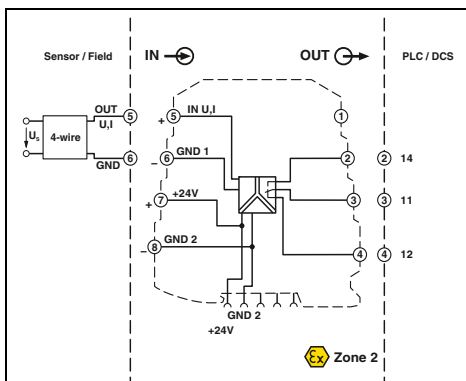 Sensor / Field
IN
OUT
PLC / DCS
OUT
U,I
5
4-wire
Us
GND
6
+
5
IN U,I
1
−
6
GND 1
2
2
14
+
7
+24V
3
3
11
−
8
GND 2
4
4
12
GND 2
+24V
Ex
Zone 2